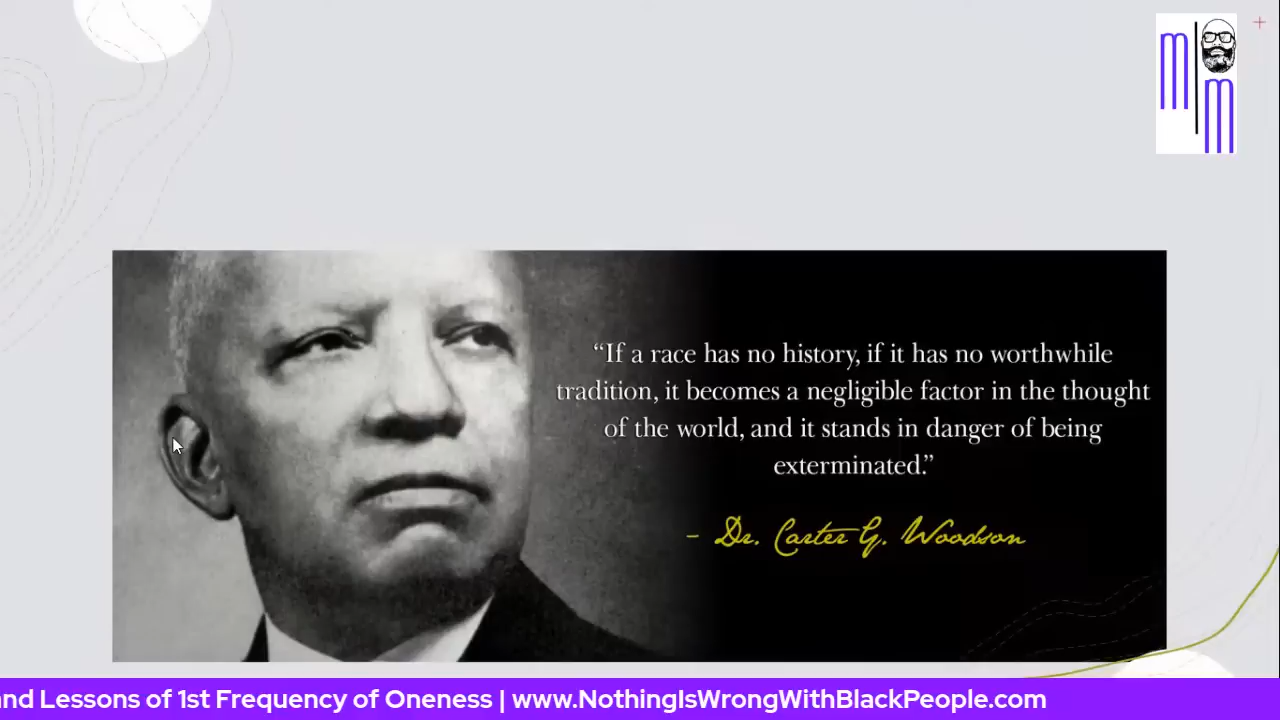 m m
“If a race has no history, if it has no worthwhile
tradition, it becomes a negligible factor in the thought
of the world, and it stands in danger of being
exterminated.”
- Dr. Carter G. Woodson
and Lessons of 1st Frequency of Oneness | www.NothingIsWrongWithBlackPeople.com